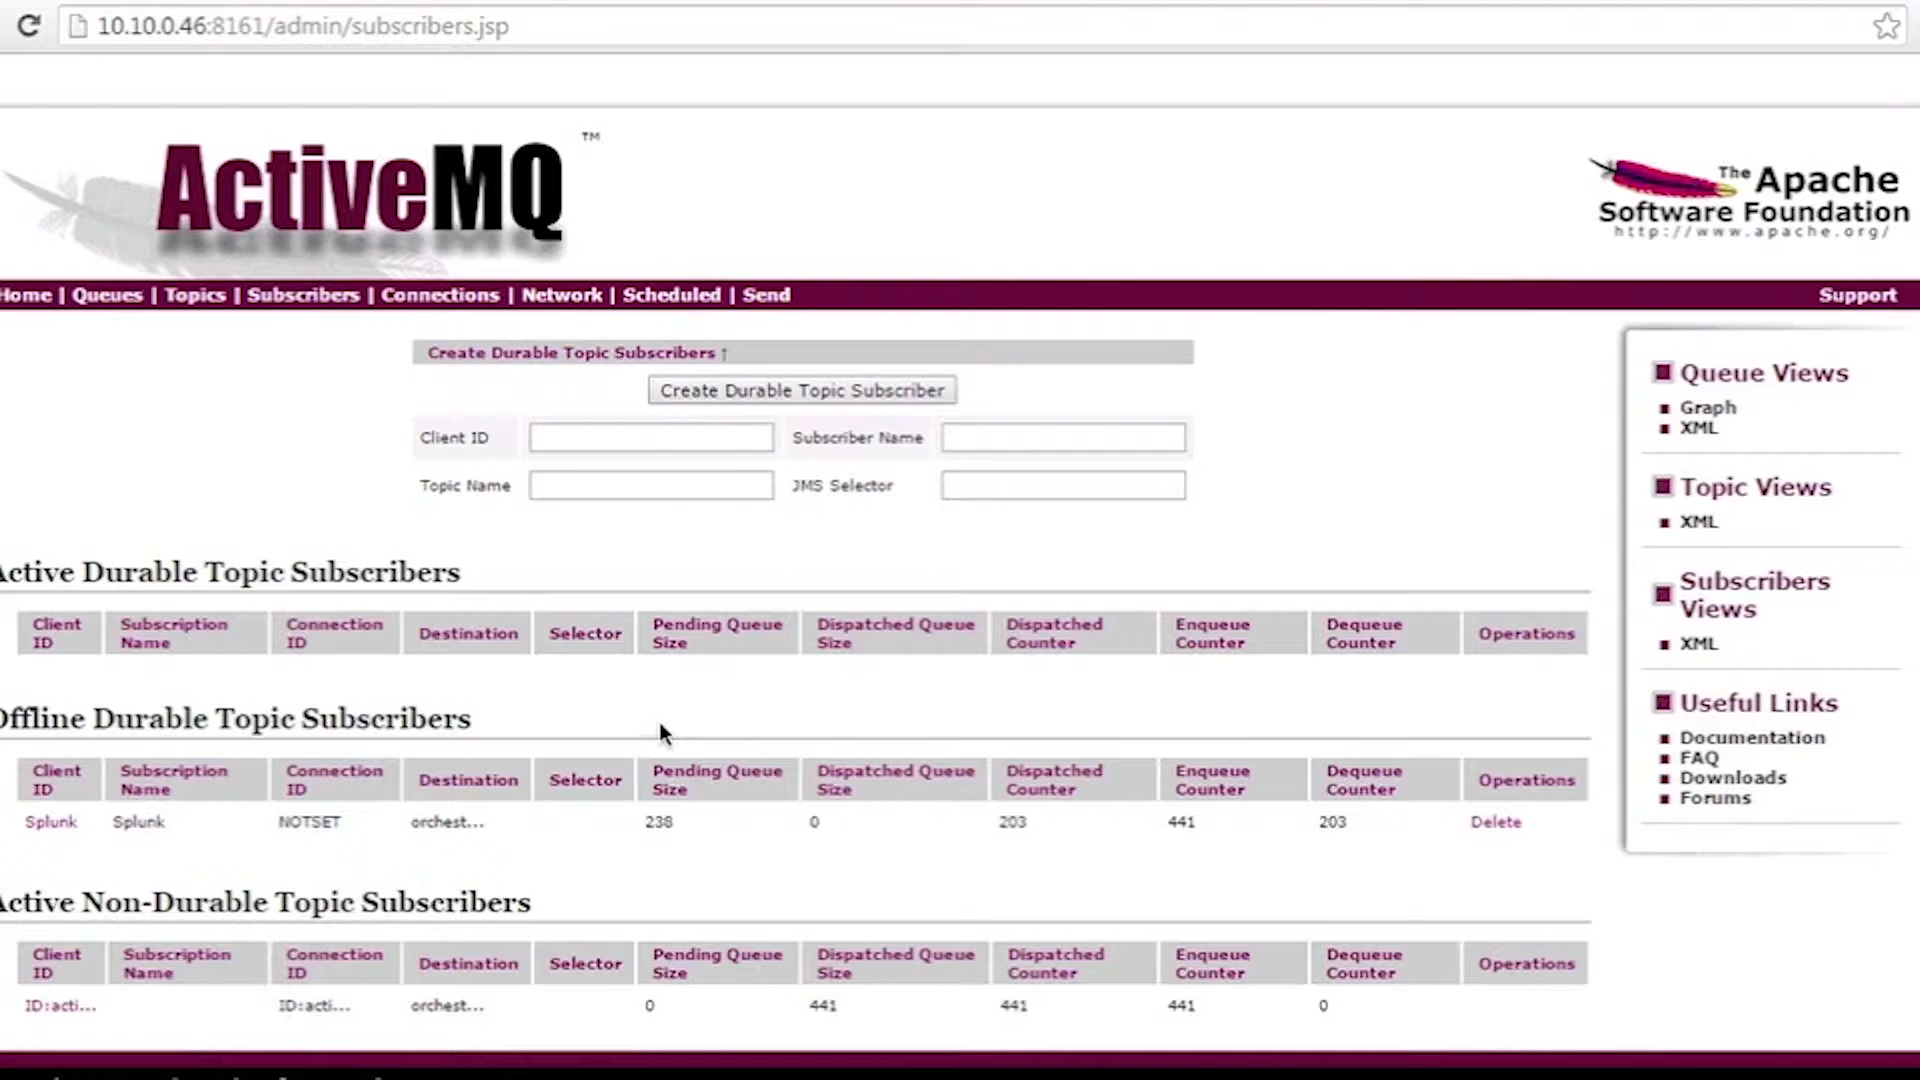 10.10.0.46:8161/admin/subscribers.jsp
ActiveMQ ™
The Apache
Software Foundation
http://www.apache.org/
Home | Queues | Topics | Subscribers | Connections | Network | Scheduled | Send
Support
Create Durable Topic Subscribers ↑
Create Durable Topic Subscriber
Client ID Subscriber Name
Topic Name JMS Selector
Active Durable Topic Subscribers
Client ID Subscription Name Connection ID Destination Selector Pending Queue Size Dispatched Queue Size Dispatched Counter Enqueue Counter Dequeue Counter Operations
Offline Durable Topic Subscribers
Client ID Subscription Name Connection ID Destination Selector Pending Queue Size Dispatched Queue Size Dispatched Counter Enqueue Counter Dequeue Counter Operations
Splunk Splunk NOTSET orchest... 238 0 203 441 203 Delete
Active Non-Durable Topic Subscribers
Client ID Subscription Name Connection ID Destination Selector Pending Queue Size Dispatched Queue Size Dispatched Counter Enqueue Counter Dequeue Counter Operations
ID:acti... ID:acti... orchest... 0 441 441 441 0
Queue Views
Graph
XML
Topic Views
XML
Subscribers
Views
XML
Useful Links
Documentation
FAQ
Downloads
Forums